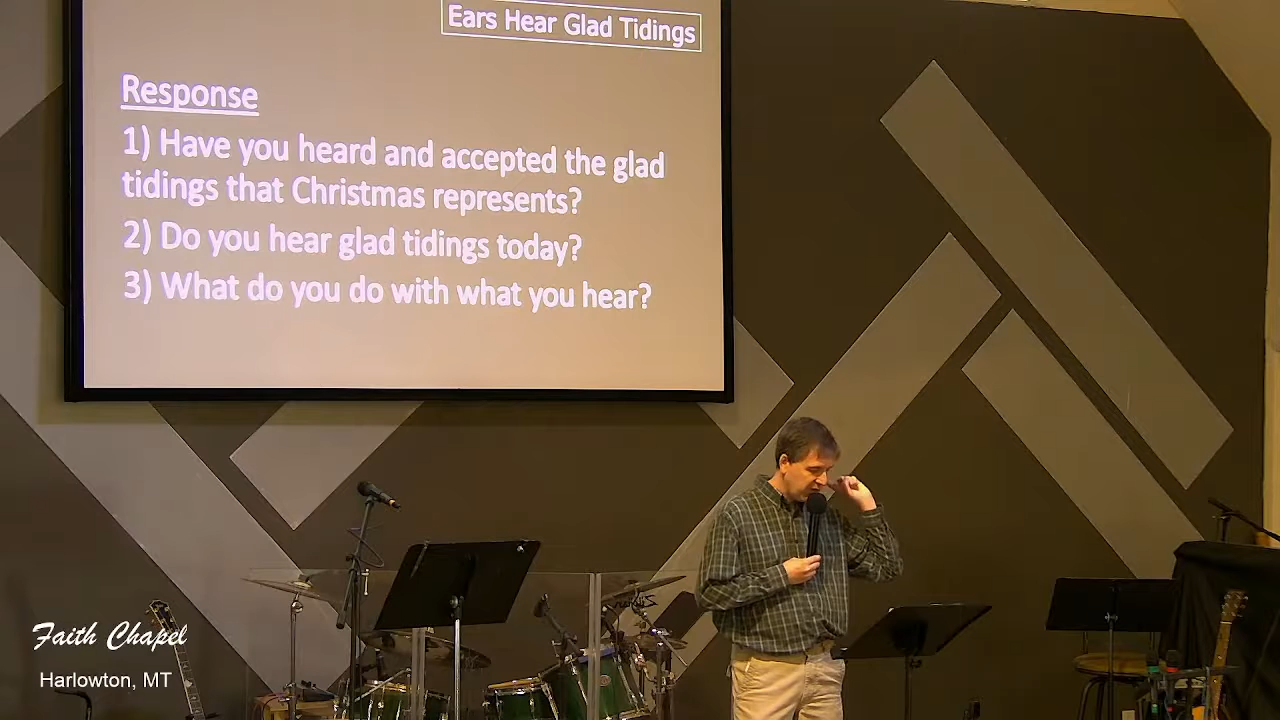 Ears Hear Glad Tidings
Response
1) Have you heard and accepted the glad
tidings that Christmas represents?
2) Do you hear glad tidings today?
3) What do you do with what you hear?
Faith Chapel
Harlowton, MT